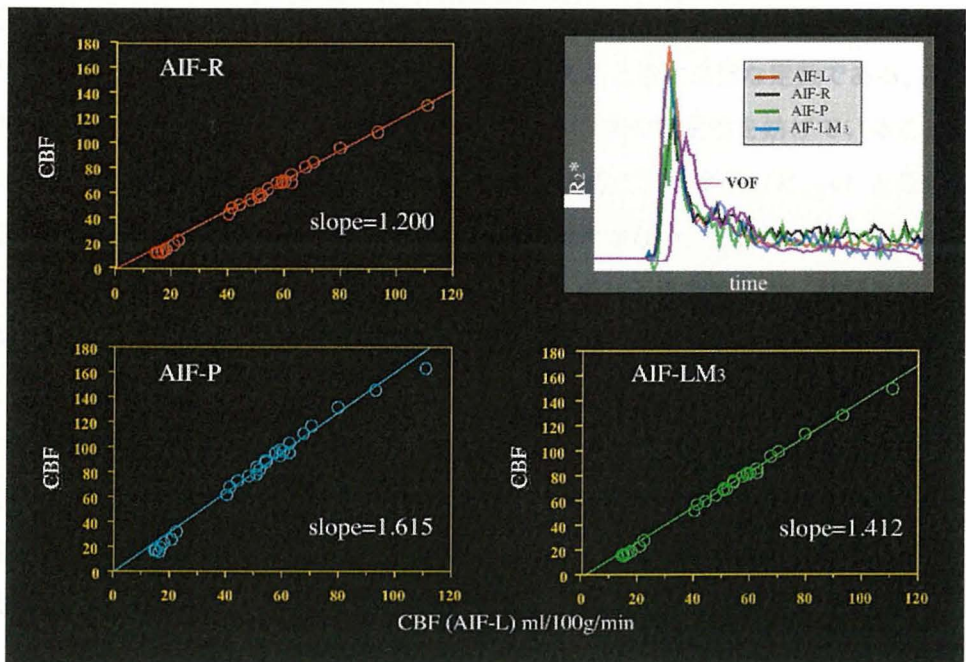 AIF-R
CBF
180
160
140
120
100
80
60
40
20
0
0 20 40 60 80 100 120
slope=1.200
AIF-L
AIF-R
AIF-P
AIF-LM3
VOF
R2*
time
AIF-P
CBF
180
160
140
120
100
80
60
40
20
0
0 20 40 60 80 100 120
slope=1.615
AIF-LM3
CBF
180
160
140
120
100
80
60
40
20
0
0 20 40 60 80 100 120
slope=1.412
CBF (AIF-L) ml/100g/min